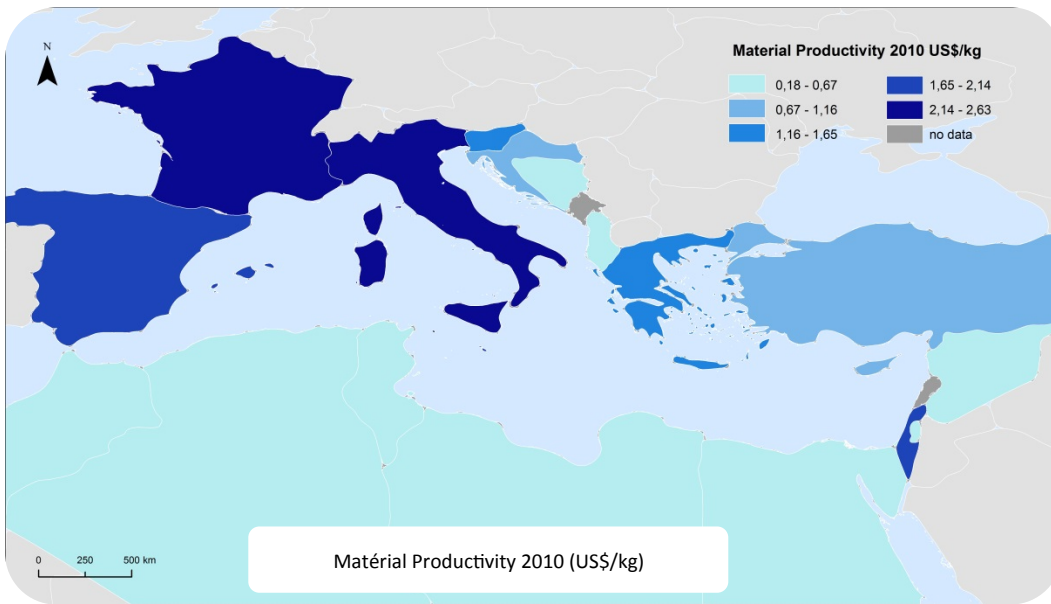 N
Material Productivity 2010 US$/kg
0,18 - 0,67
0,67 - 1,16
1,16 - 1,65
1,65 - 2,14
2,14 - 2,63
no data
0 250 500 km
Matérial Productivity 2010 (US$/kg)